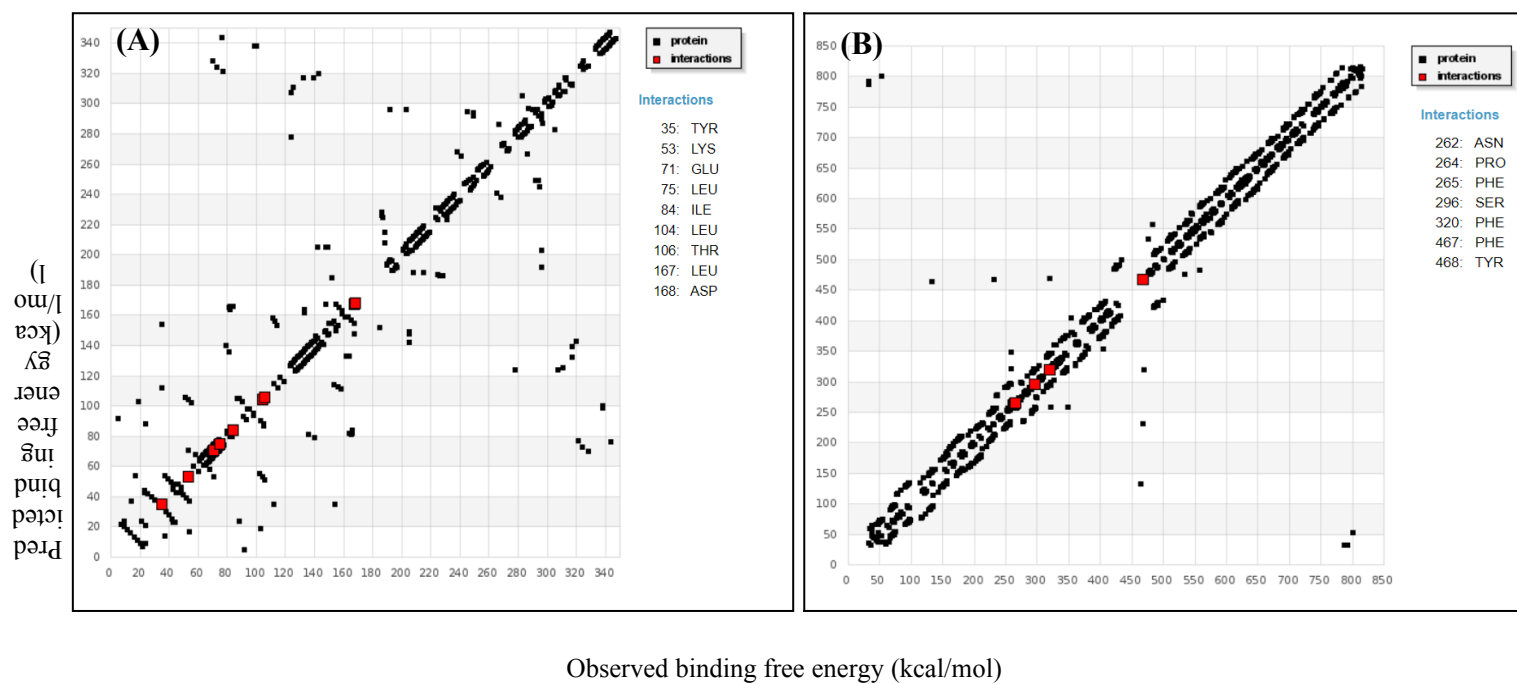 (A)
340
320
300
280
260
240
220
200
180
160
140
120
100
80
60
40
20
0
0 20 40 60 80 100 120 140 160 180 200 220 240 260 280 300 320 340
protein
interactions
Interactions
35: TYR
53: LYS
71: GLU
75: LEU
84: ILE
104: LEU
106: THR
167: LEU
168: ASP
(B)
850
800
750
700
650
600
550
500
450
400
350
300
250
200
150
100
50
0
0 50 100 150 200 250 300 350 400 450 500 550 600 650 700 750 800 850
protein
interactions
Interactions
262: ASN
264: PRO
265: PHE
296: SER
320: PHE
467: PHE
468: TYR
Pred
icted
bind
ing
free
ener
gy
(kca
l/mo
l)
Observed binding free energy (kcal/mol)